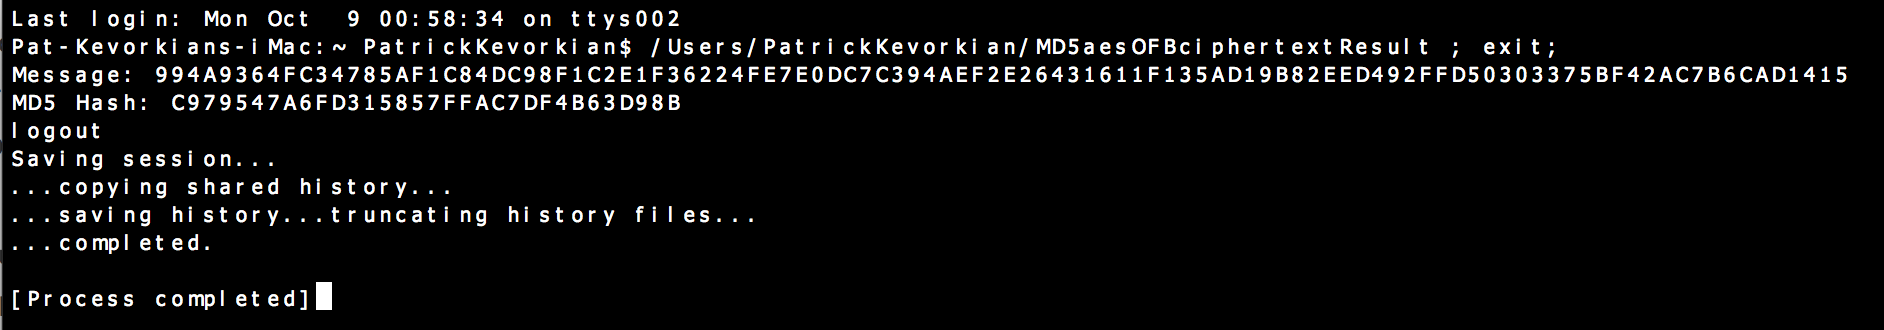 Last login: Mon Oct  9 00:58:34 on ttys002
Pat-Kevorkians-iMac:~ PatrickKevorkian$ /Users/PatrickKevorkian/MD5aesOFBciphertextResult ; exit;
Message: 994A9364FC34785AF1C84DC98F1C2E1F36224FE7E0DC7C394AEF2E26431611F135AD19B82EED492FFD50303375BF42AC7B6CAD1415
MD5 Hash: C979547A6FD315857FFAC7DF4B63D98B
logout
Saving session...
...copying shared history...
...saving history...truncating history files...
...completed.
[Process completed]